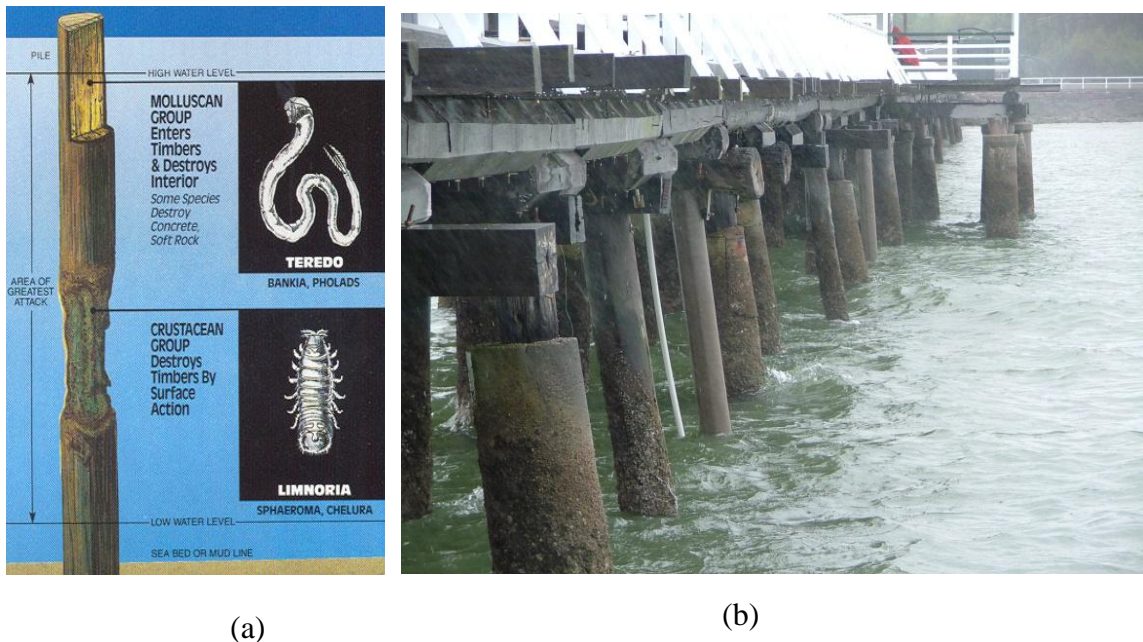 PILE
HIGH WATER LEVEL
MOLLUSCAN
GROUP
Enters
Timbers
& Destroys
Interior
Some Species
Destroy
Concrete,
Soft Rock
TEREDO
BANKIA, PHOLADS
AREA OF
GREATEST
ATTACK
CRUSTACEAN
GROUP
Destroys
Timbers By
Surface
Action
LIMNORIA
SPHAEROMA, CHELURA
LOW WATER LEVEL
SEA BED OR MUD LINE
(a)
(b)